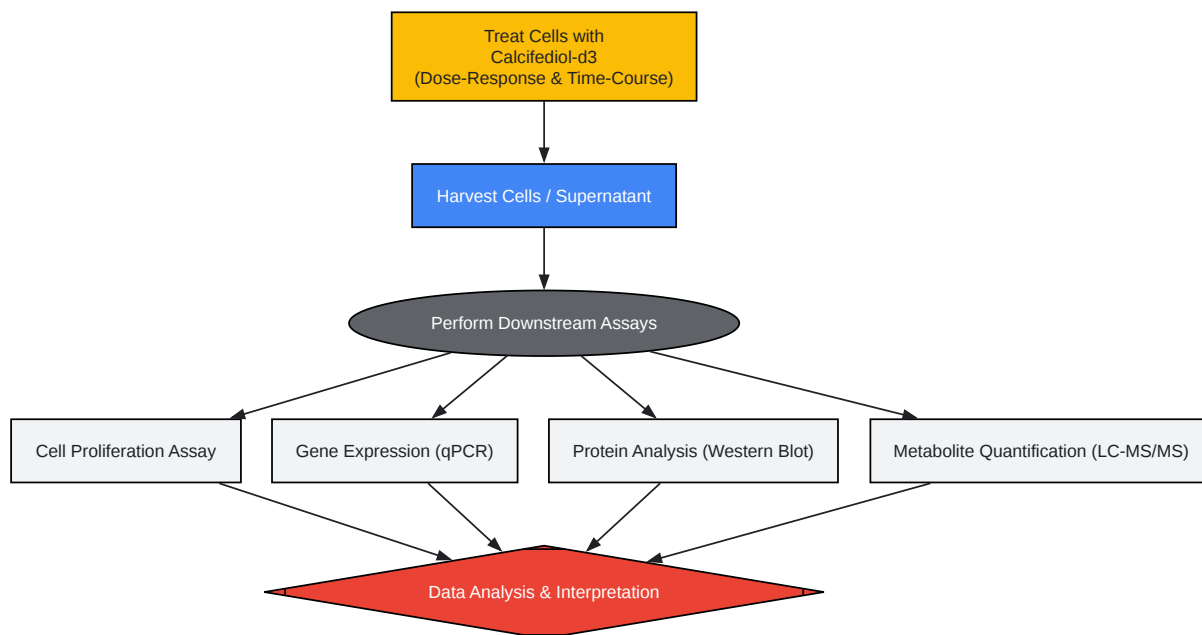 Treat Cells with
Calcifediol-d3
(Dose-Response & Time-Course)
Harvest Cells / Supernatant
Perform Downstream Assays
Cell Proliferation Assay
Gene Expression (qPCR)
Protein Analysis (Western Blot)
Metabolite Quantification (LC-MS/MS)
Data Analysis & Interpretation